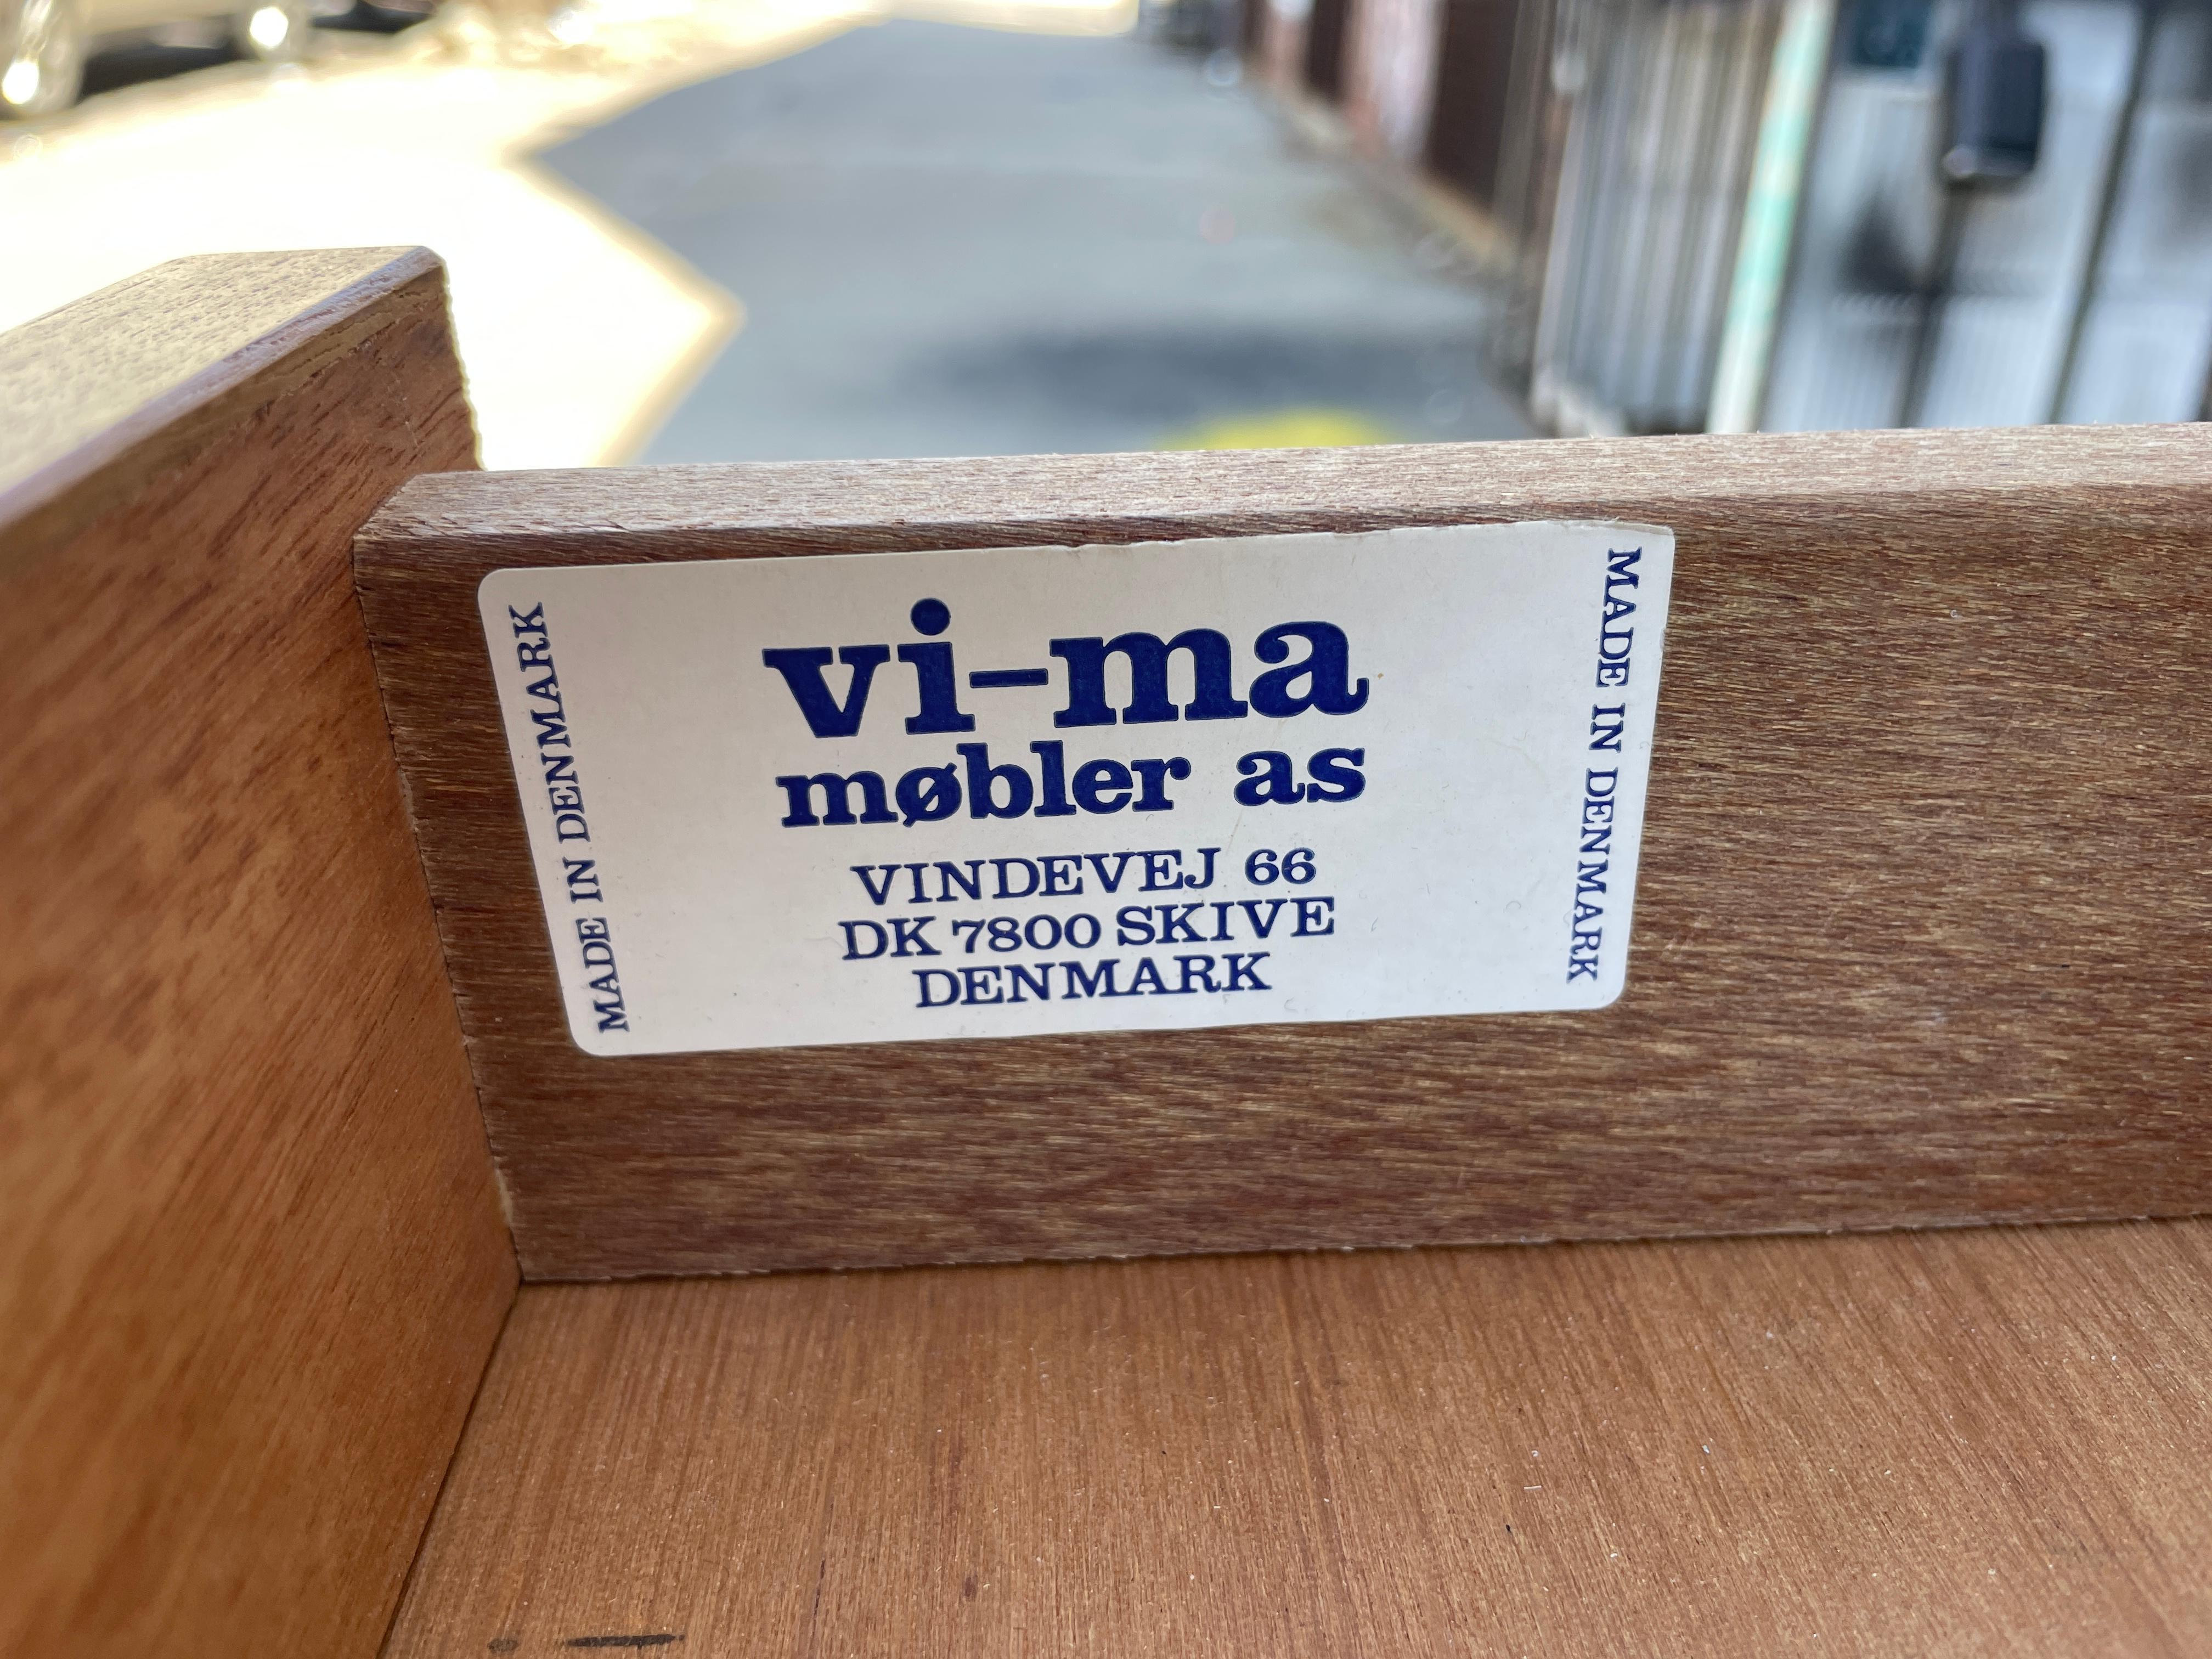 MADE IN DENMARK
vi-ma
møbler as
VINDEVEJ 66
DK 7800 SKIVE
DENMARK
MADE IN DENMARK